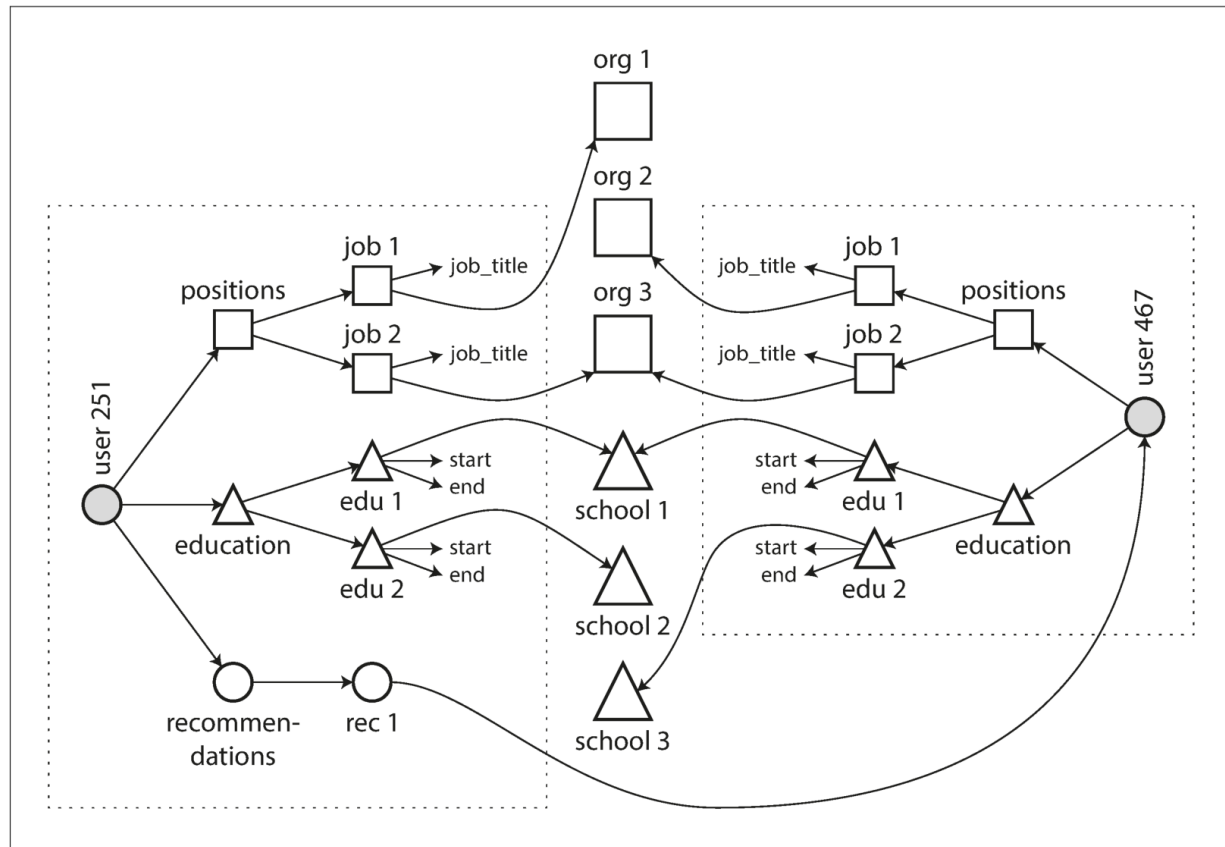 org 1
org 2
org 3
job 1
job_title
positions
job 2
job_title
user 251
edu 1
start
end
education
edu 2
start
end
recommen-
dations
rec 1
school 1
school 2
school 3
job 1
job_title
positions
job 2
job_title
user 467
start
end
edu 1
education
start
end
edu 2